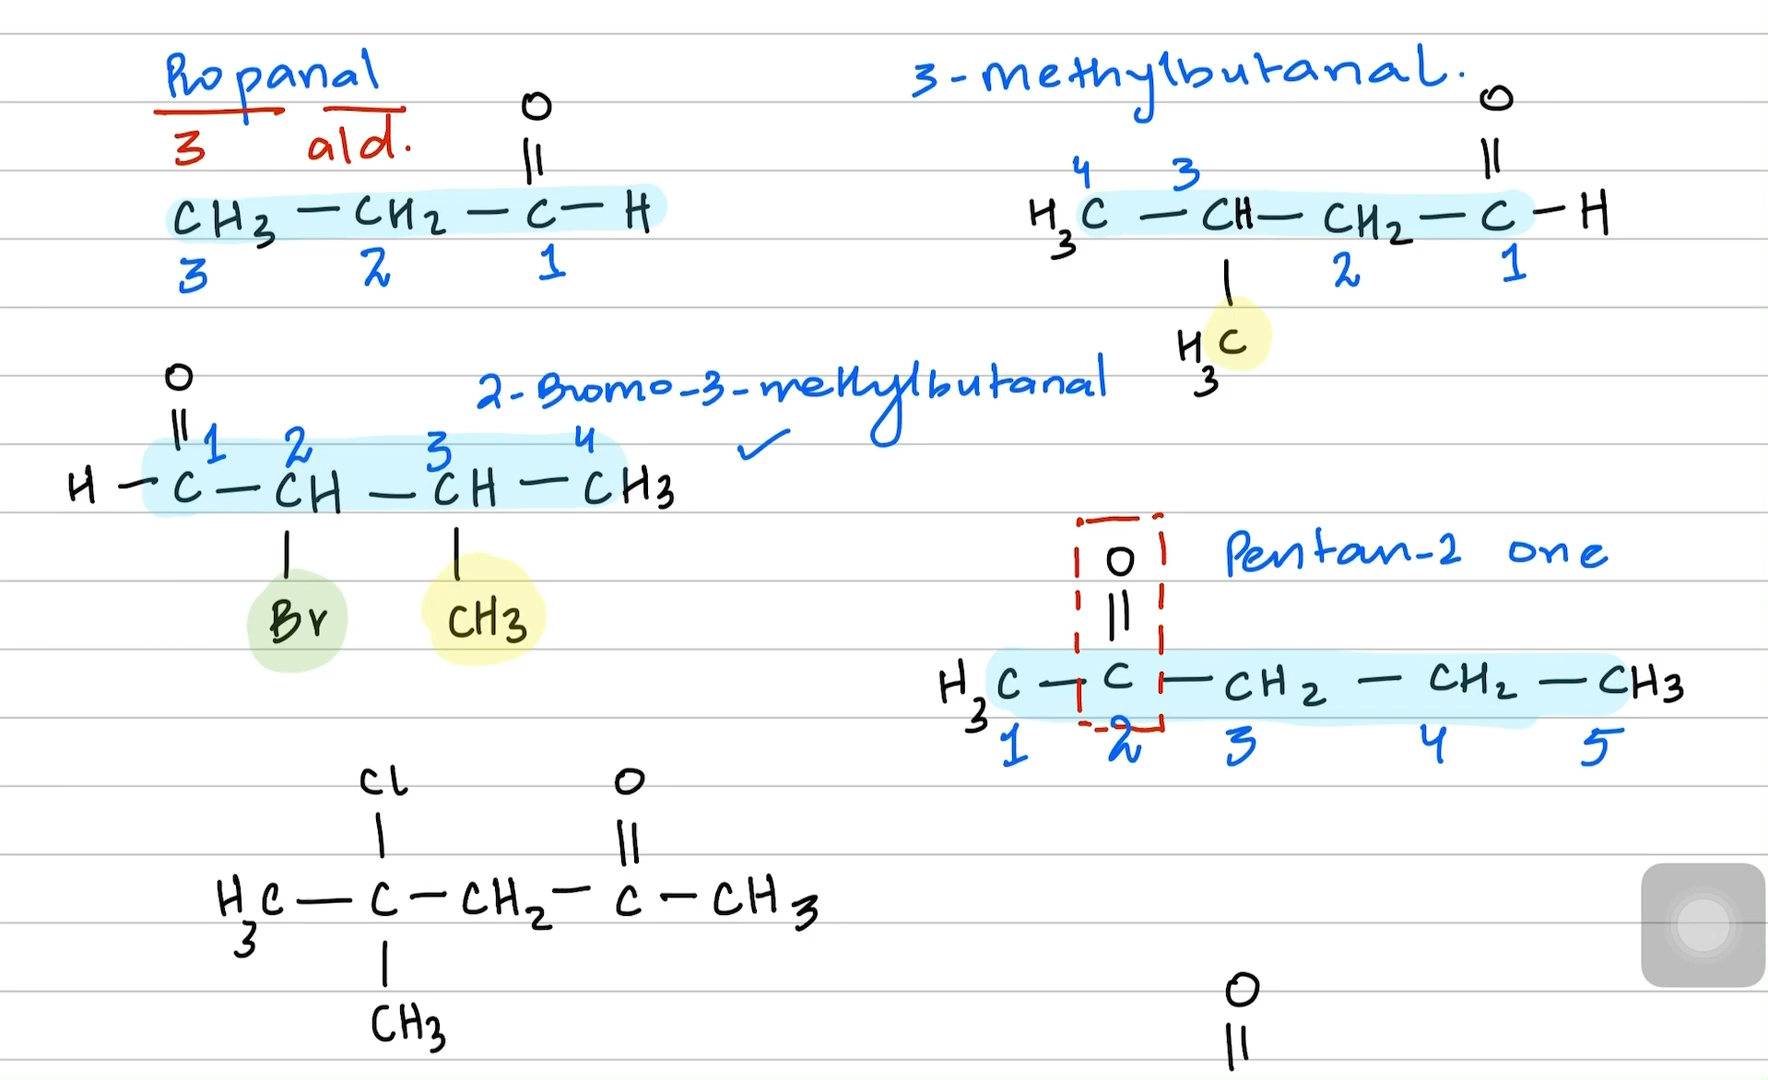 Propanal
3 ald.
O
||
CH3 — CH2 — C — H
3 2 1
3-methylbutanal.
O
4 3 ||
H3C — CH — CH2 — C — H
2 1
|
H3C
O
2-Bromo-3-methylbutanal
|| 1 2 3 4 ✓
H — C — CH — CH — CH3
| |
Br CH3
O Pentan-2 one
||
H3C — C — CH2 — CH2 — CH3
1 2 3 4 5
Cl O
| ||
H3C — C — CH2 — C — CH3
|
CH3
O
||